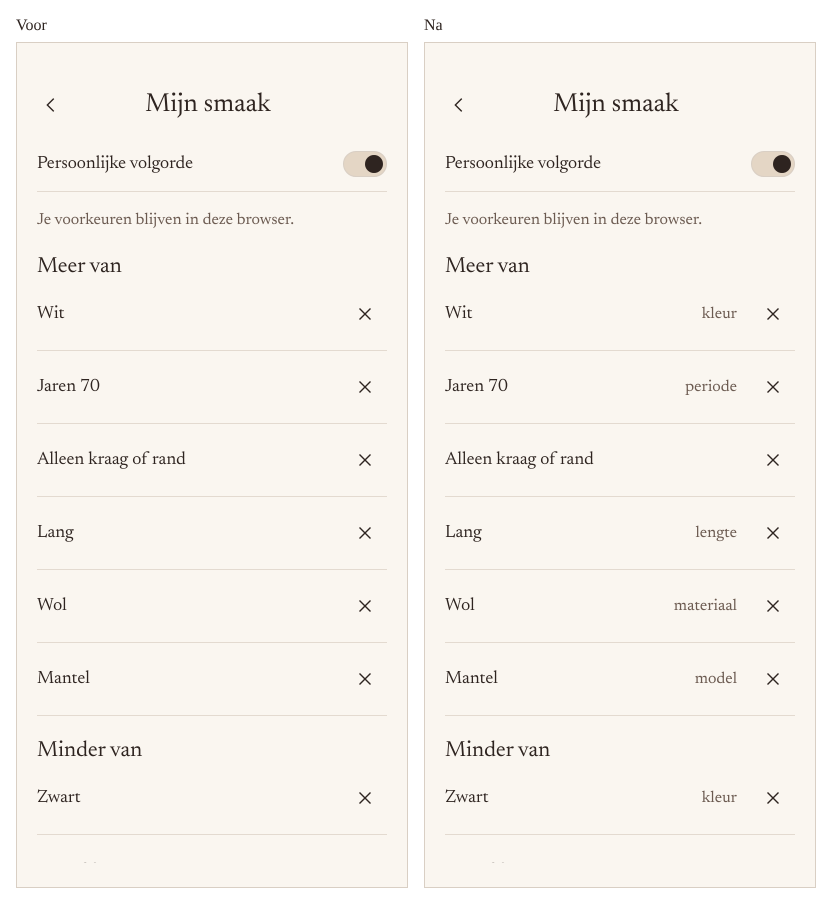 Voor
Mijn smaak
Persoonlijke volgorde
Je voorkeuren blijven in deze browser.
Meer van
Wit
Jaren 70
Alleen kraag of rand
Lang
Wol
Mantel
Minder van
Zwart
Na
Mijn smaak
Persoonlijke volgorde
Je voorkeuren blijven in deze browser.
Meer van
Wit kleur
Jaren 70 periode
Alleen kraag of rand
Lang lengte
Wol materiaal
Mantel model
Minder van
Zwart kleur